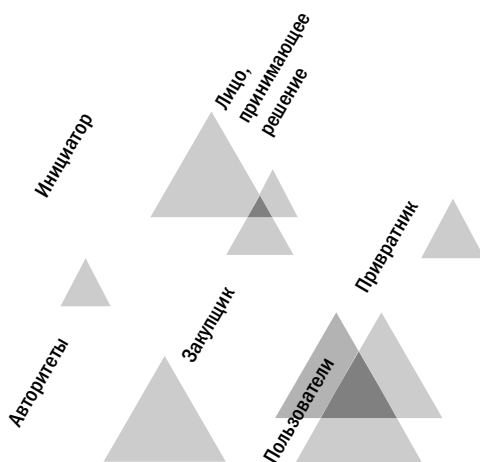 Лицо,
принимающее
решение
Инициатор
Привратник
Закупщик
Авторитеты
Пользователи